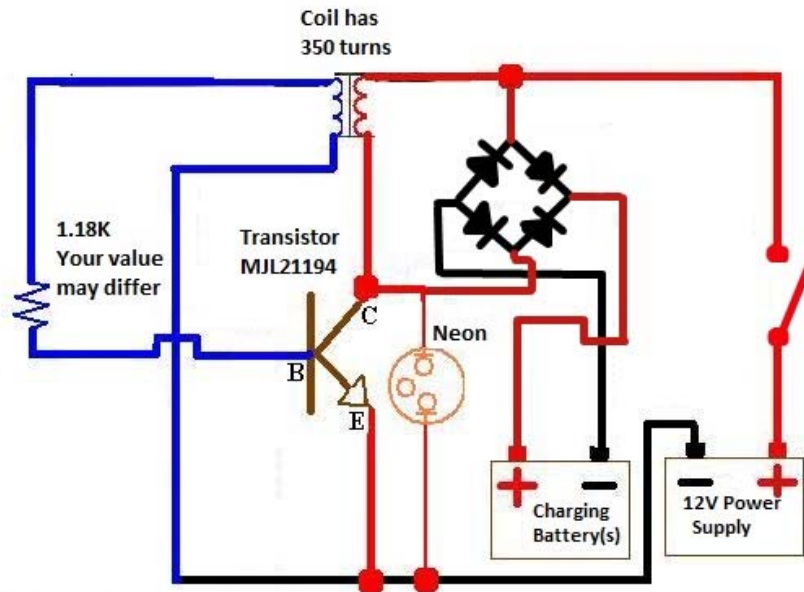 Coil has
350 turns
1.18K
Your value
may differ
Transistor
MJL21194
C
Neon
B
E
+ −
Charging
Battery(s)
− +
12V Power
Supply